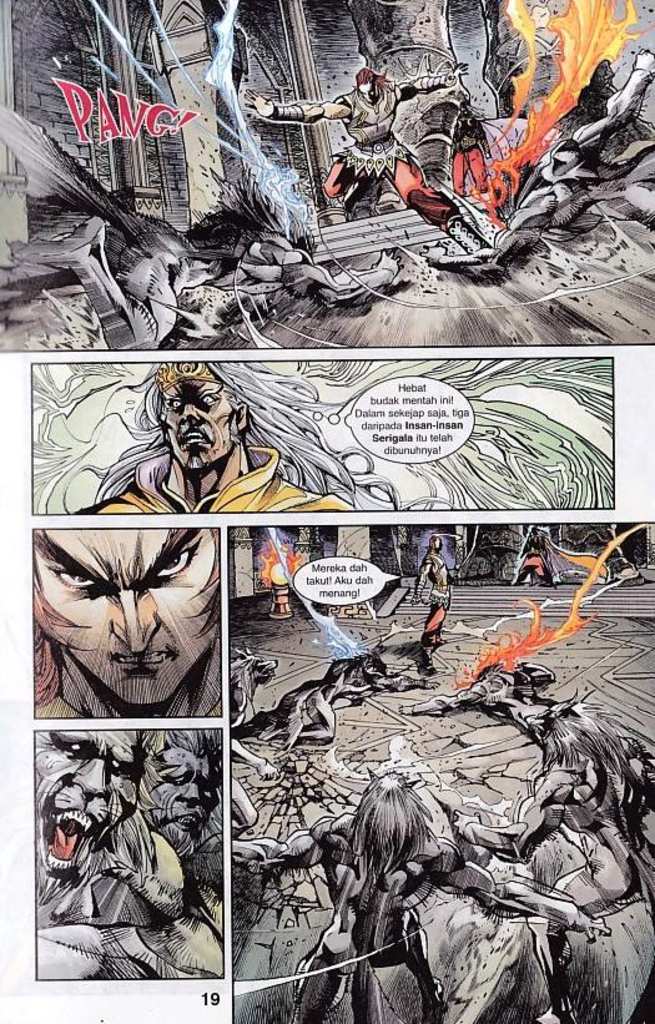 PANG!
Hebat
budak mentah ini!
Dalam sekejap saja, tiga
daripada Insan-insan
Serigala itu telah
dibunuhnya!
Mereka dah
takut! Aku dah
menang!
19